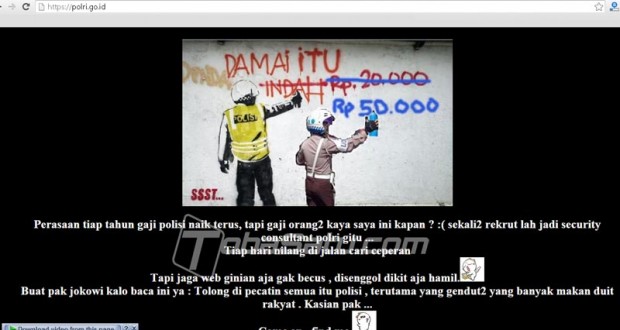 https://polri.go.id
DAMAI ITU
INDAH Rp. 20.000
Rp 50.000
POLISI
SSST...
Perasaan tiap tahun gaji polisi naik terus, tapi gaji orang2 kaya saya ini kapan ? :( sekali2 rekrut lah jadi security
consultant polri gitu ..
Tiap hari nilang di jalan cari ceperan
Tapi jaga web ginian aja gak becus , disenggol dikit aja hamil.
Buat pak jokowi kalo baca ini ya : Tolong di pecatin semua itu polisi , terutama yang gendut2 yang banyak makan duit
rakyat . Kasian pak ...
Download video from this page